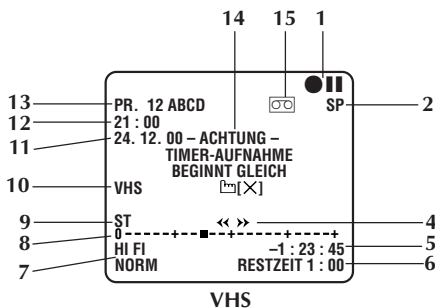 14 15 1
13 PR. 12 ABCD SP 2
12 21:00
11 24. 12. 00 – ACHTUNG –
TIMER-AUFNAHME
BEGINNT GLEICH
10 VHS [×]
9 ST 4
8 0 – – – – + – – ■ – – + – – – – + – – – – +
HI FI –1 : 23 : 45 5
7 NORM RESTZEIT 1 : 00 6
VHS